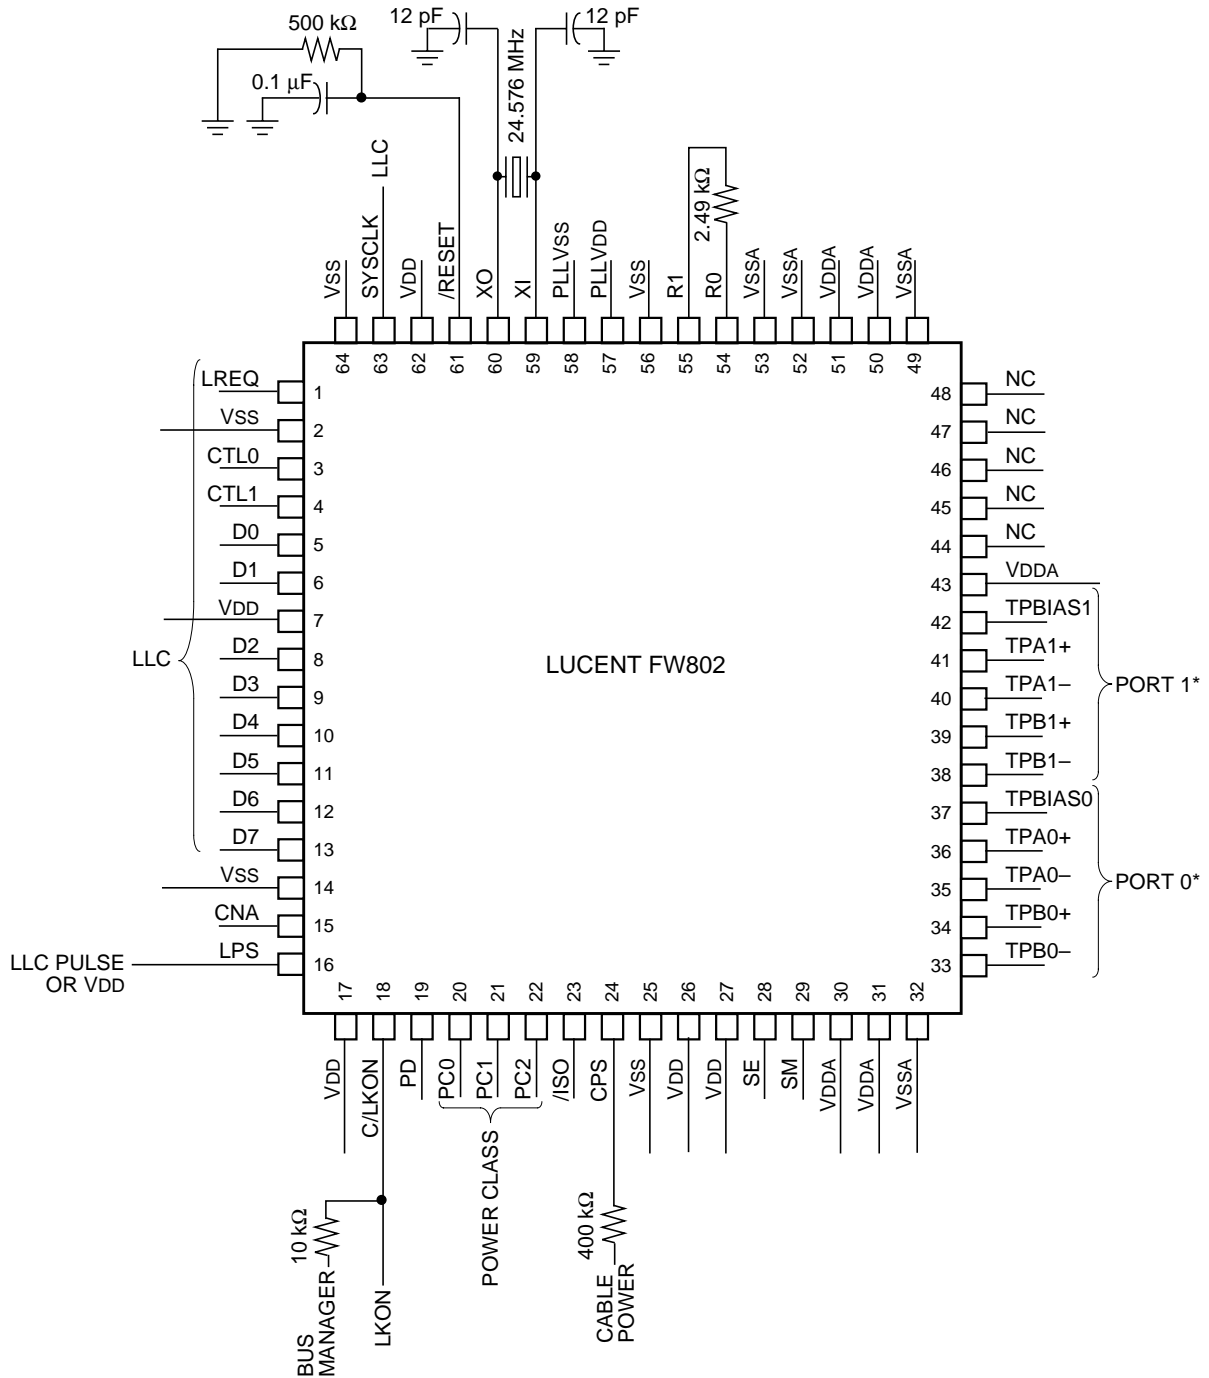 500 kΩ
12 pF
12 pF
0.1 µF
24.576 MHz
LLC
2.49 kΩ
VSS
SYSCLK
VDD
/RESET
XO
XI
PLLVSS
PLLVDD
VSS
R1
R0
VSSA
VSSA
VDDA
VDDA
VSSA
64
63
62
61
60
59
58
57
56
55
54
53
52
51
50
49
LREQ 1
VSS 2
CTL0 3
CTL1 4
D0 5
D1 6
VDD 7
D2 8
D3 9
D4 10
D5 11
D6 12
D7 13
VSS 14
CNA 15
LPS 16
LLC
LLC PULSE
OR VDD
LUCENT FW802
48 NC
47 NC
46 NC
45 NC
44 NC
43 VDDA
42 TPBIAS1
41 TPA1+
40 TPA1–
39 TPB1+
38 TPB1–
37 TPBIAS0
36 TPA0+
35 TPA0–
34 TPB0+
33 TPB0–
PORT 1*
PORT 0*
17
18
19
20
21
22
23
24
25
26
27
28
29
30
31
32
VDD
C/LKON
PD
PC0
PC1
PC2
/ISO
CPS
VSS
VDD
VDD
SE
SM
VDDA
VDDA
VSSA
10 kΩ
BUS
MANAGER
LKON
POWER CLASS
400 kΩ
CABLE
POWER